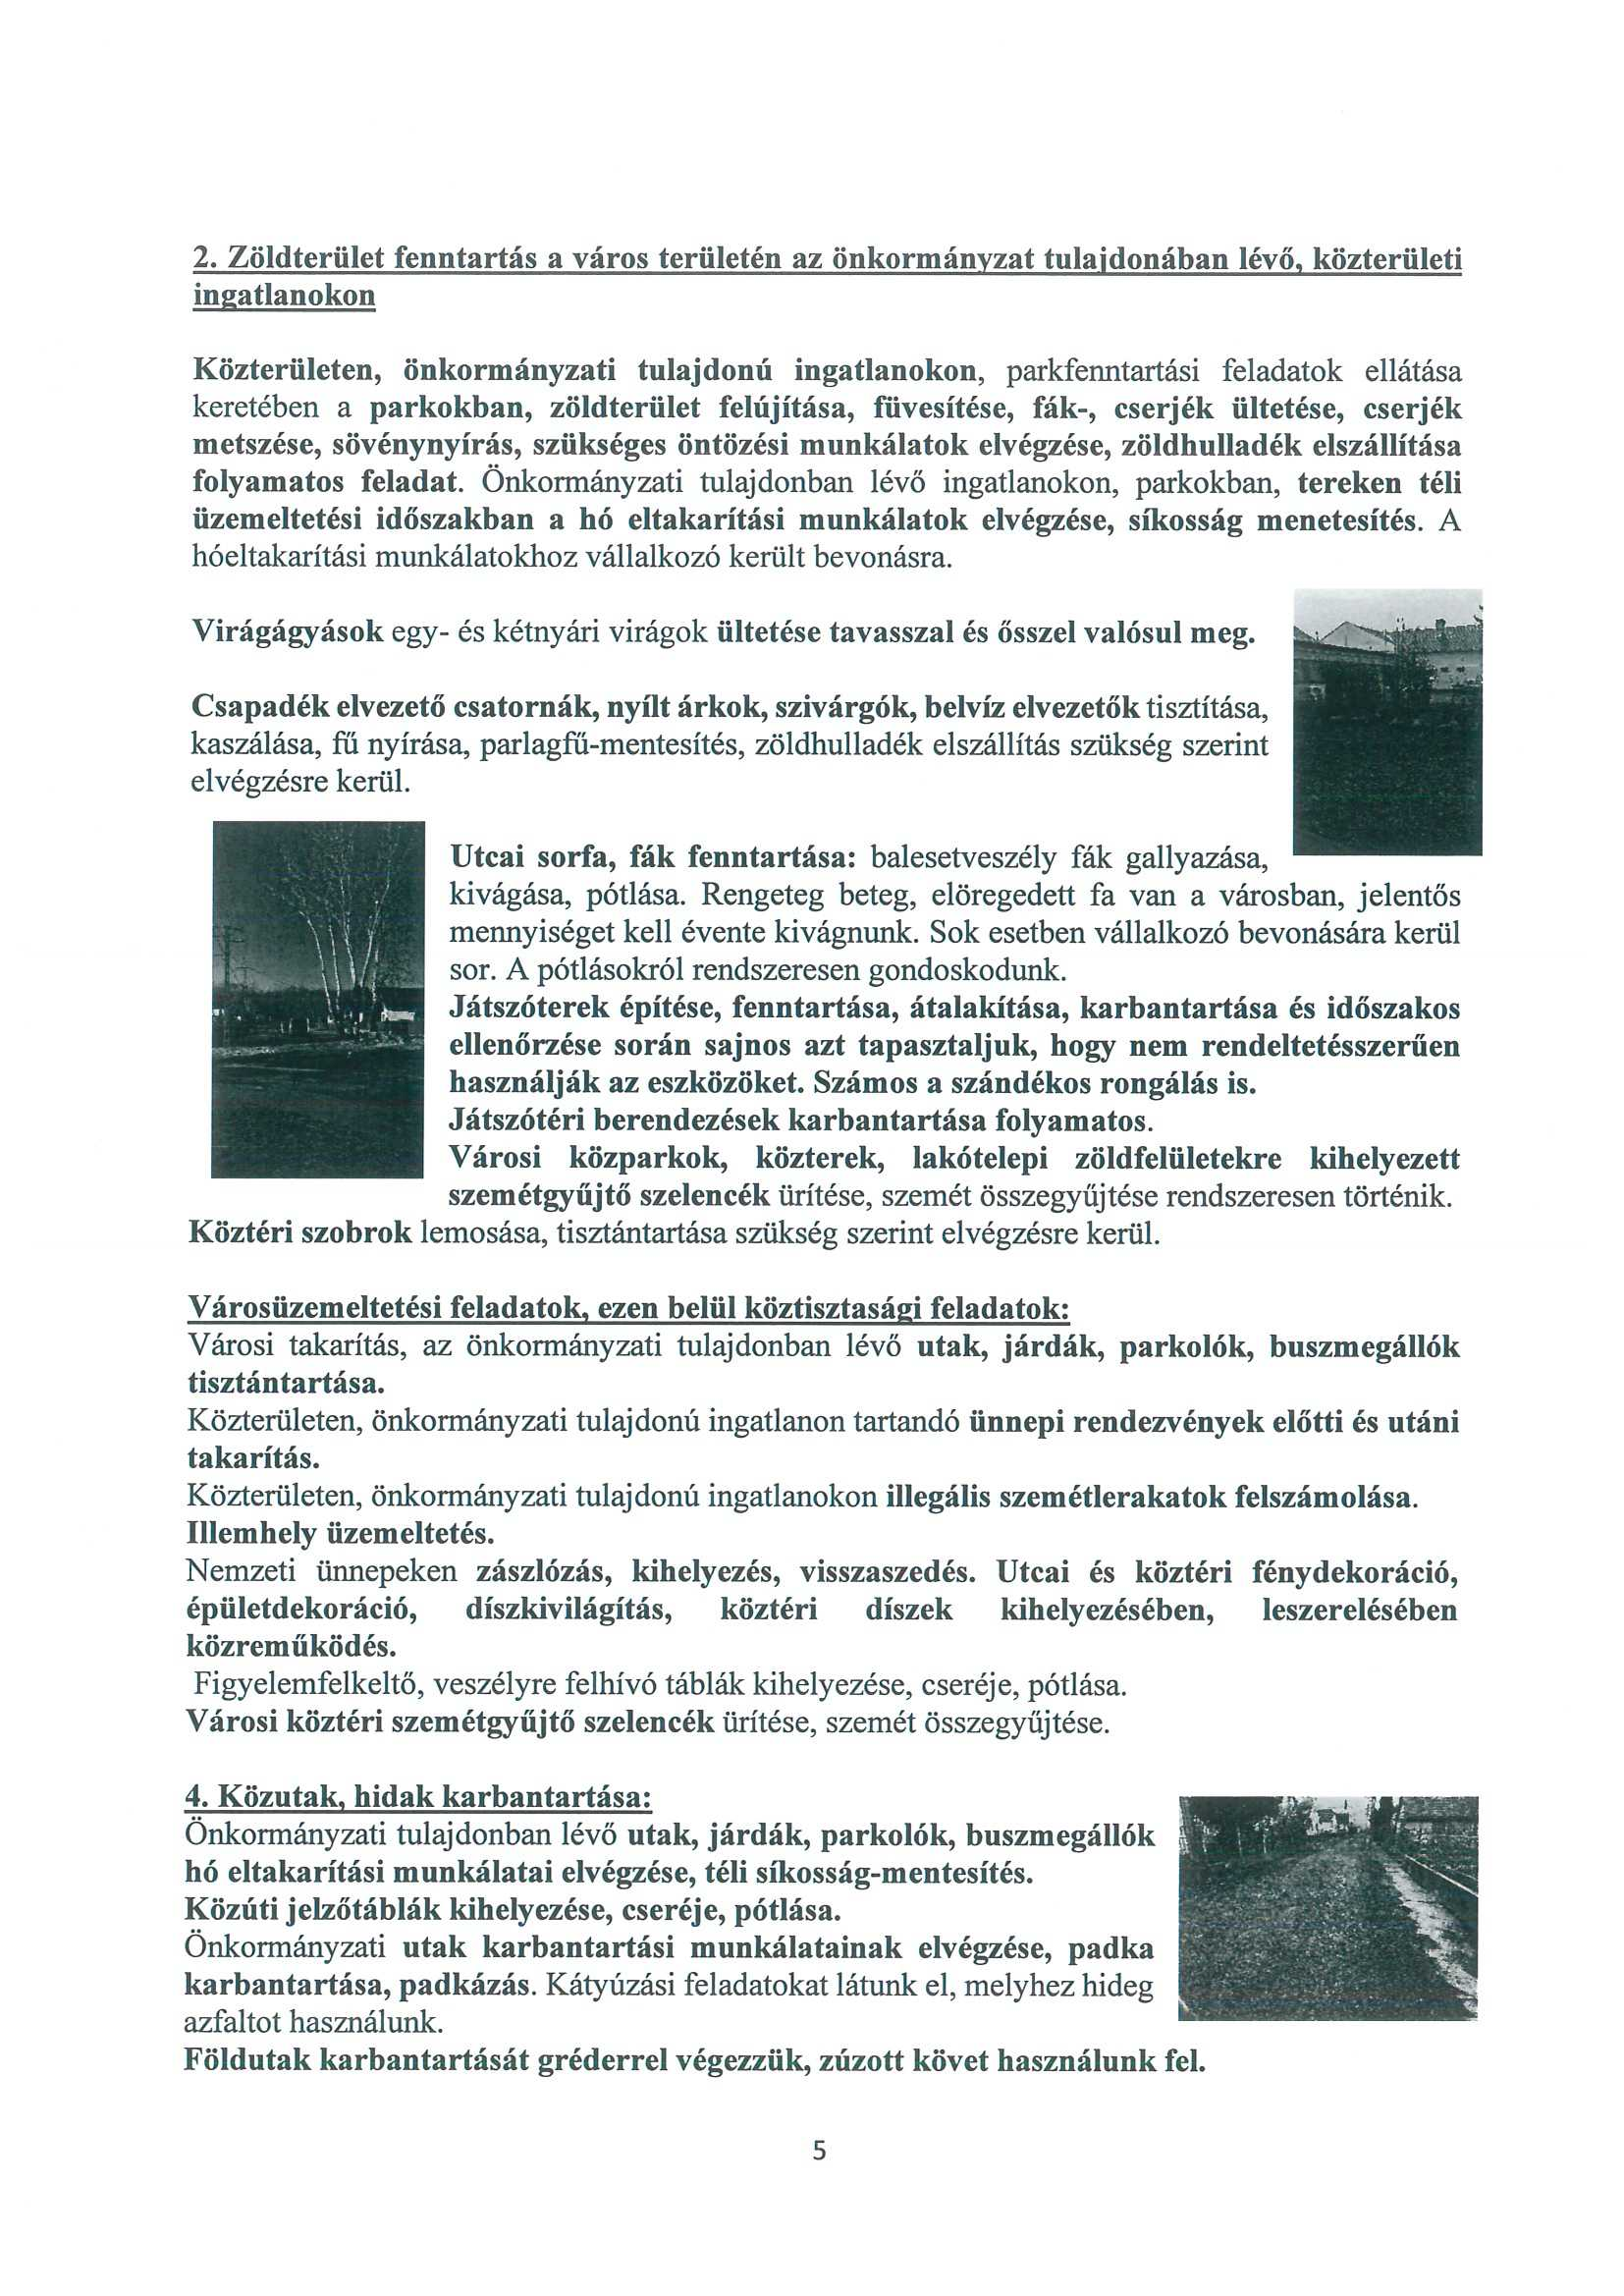 2. Zöldterület fenntartás a város területén az önkormányzat tulajdonában lévő, közterületi
ingatlanokon
Közterületen, önkormányzati tulajdonú ingatlanokon, parkfenntartási feladatok ellátása
keretében a parkokban, zöldterület felújítása, füvesítése, fák-, cserjék ültetése, cserjék
metszése, sövénynyírás, szükséges öntözési munkálatok elvégzése, zöldhulladék elszállítása
folyamatos feladat. Önkormányzati tulajdonban lévő ingatlanokon, parkokban, tereken téli
üzemeltetési időszakban a hó eltakarítási munkálatok elvégzése, síkosság menetesítés. A
hóeltakarítási munkálatokhoz vállalkozó került bevonásra.
Virágágyások egy- és kétnyári virágok ültetése tavasszal és ősszel valósul meg.
Csapadék elvezető csatornák, nyílt árkok, szivárgók, belvíz elvezetők tisztítása,
kaszálása, fű nyírása, parlagfű-mentesítés, zöldhulladék elszállítás szükség szerint
elvégzésre kerül.
Utcai sorfa, fák fenntartása: balesetveszély fák gallyazása,
kivágása, pótlása. Rengeteg beteg, elöregedett fa van a városban, jelentős
mennyiséget kell évente kivágnunk. Sok esetben vállalkozó bevonására kerül
sor. A pótlásokról rendszeresen gondoskodunk.
Játszóterek építése, fenntartása, átalakítása, karbantartása és időszakos
ellenőrzése során sajnos azt tapasztaljuk, hogy nem rendeltetésszerűen
használják az eszközöket. Számos a szándékos rongálás is.
Játszótéri berendezések karbantartása folyamatos.
Városi közparkok, közterek, lakótelepi zöldfelületekre kihelyezett
szemétgyűjtő szelencék ürítése, szemét összegyűjtése rendszeresen történik.
Köztéri szobrok lemosása, tisztántartása szükség szerint elvégzésre kerül.
Városüzemeltetési feladatok, ezen belül köztisztasági feladatok:
Városi takarítás, az önkormányzati tulajdonban lévő utak, járdák, parkolók, buszmegállók
tisztántartása.
Közterületen, önkormányzati tulajdonú ingatlanon tartandó ünnepi rendezvények előtti és utáni
takarítás.
Közterületen, önkormányzati tulajdonú ingatlanokon illegális szemétlerakatok felszámolása.
Illemhely üzemeltetés.
Nemzeti ünnepeken zászlózás, kihelyezés, visszaszedés. Utcai és köztéri fénydekoráció,
épületdekoráció, díszkivilágítás, köztéri díszek kihelyezésében, leszerelésében
közreműködés.
Figyelemfelkeltő, veszélyre felhívó táblák kihelyezése, cseréje, pótlása.
Városi köztéri szemétgyűjtő szelencék ürítése, szemét összegyűjtése.
4. Közutak, hidak karbantartása:
Önkormányzati tulajdonban lévő utak, járdák, parkolók, buszmegállók
hó eltakarítási munkálatai elvégzése, téli síkosság-mentesítés.
Közúti jelzőtáblák kihelyezése, cseréje, pótlása.
Önkormányzati utak karbantartási munkálatainak elvégzése, padka
karbantartása, padkázás. Kátyúzási feladatokat látunk el, melyhez hideg
azfaltot használunk.
Földutak karbantartását gréderrel végezzük, zúzott követ használunk fel.
5